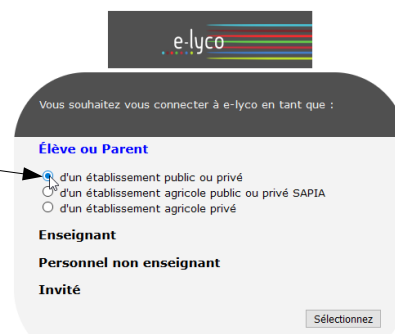 e-lyco
Vous souhaitez vous connecter à e-lyco en tant que :
Élève ou Parent
d'un établissement public ou privé
d'un établissement agricole public ou privé SAPIA
d'un établissement agricole privé
Enseignant
Personnel non enseignant
Invité
Sélectionnez